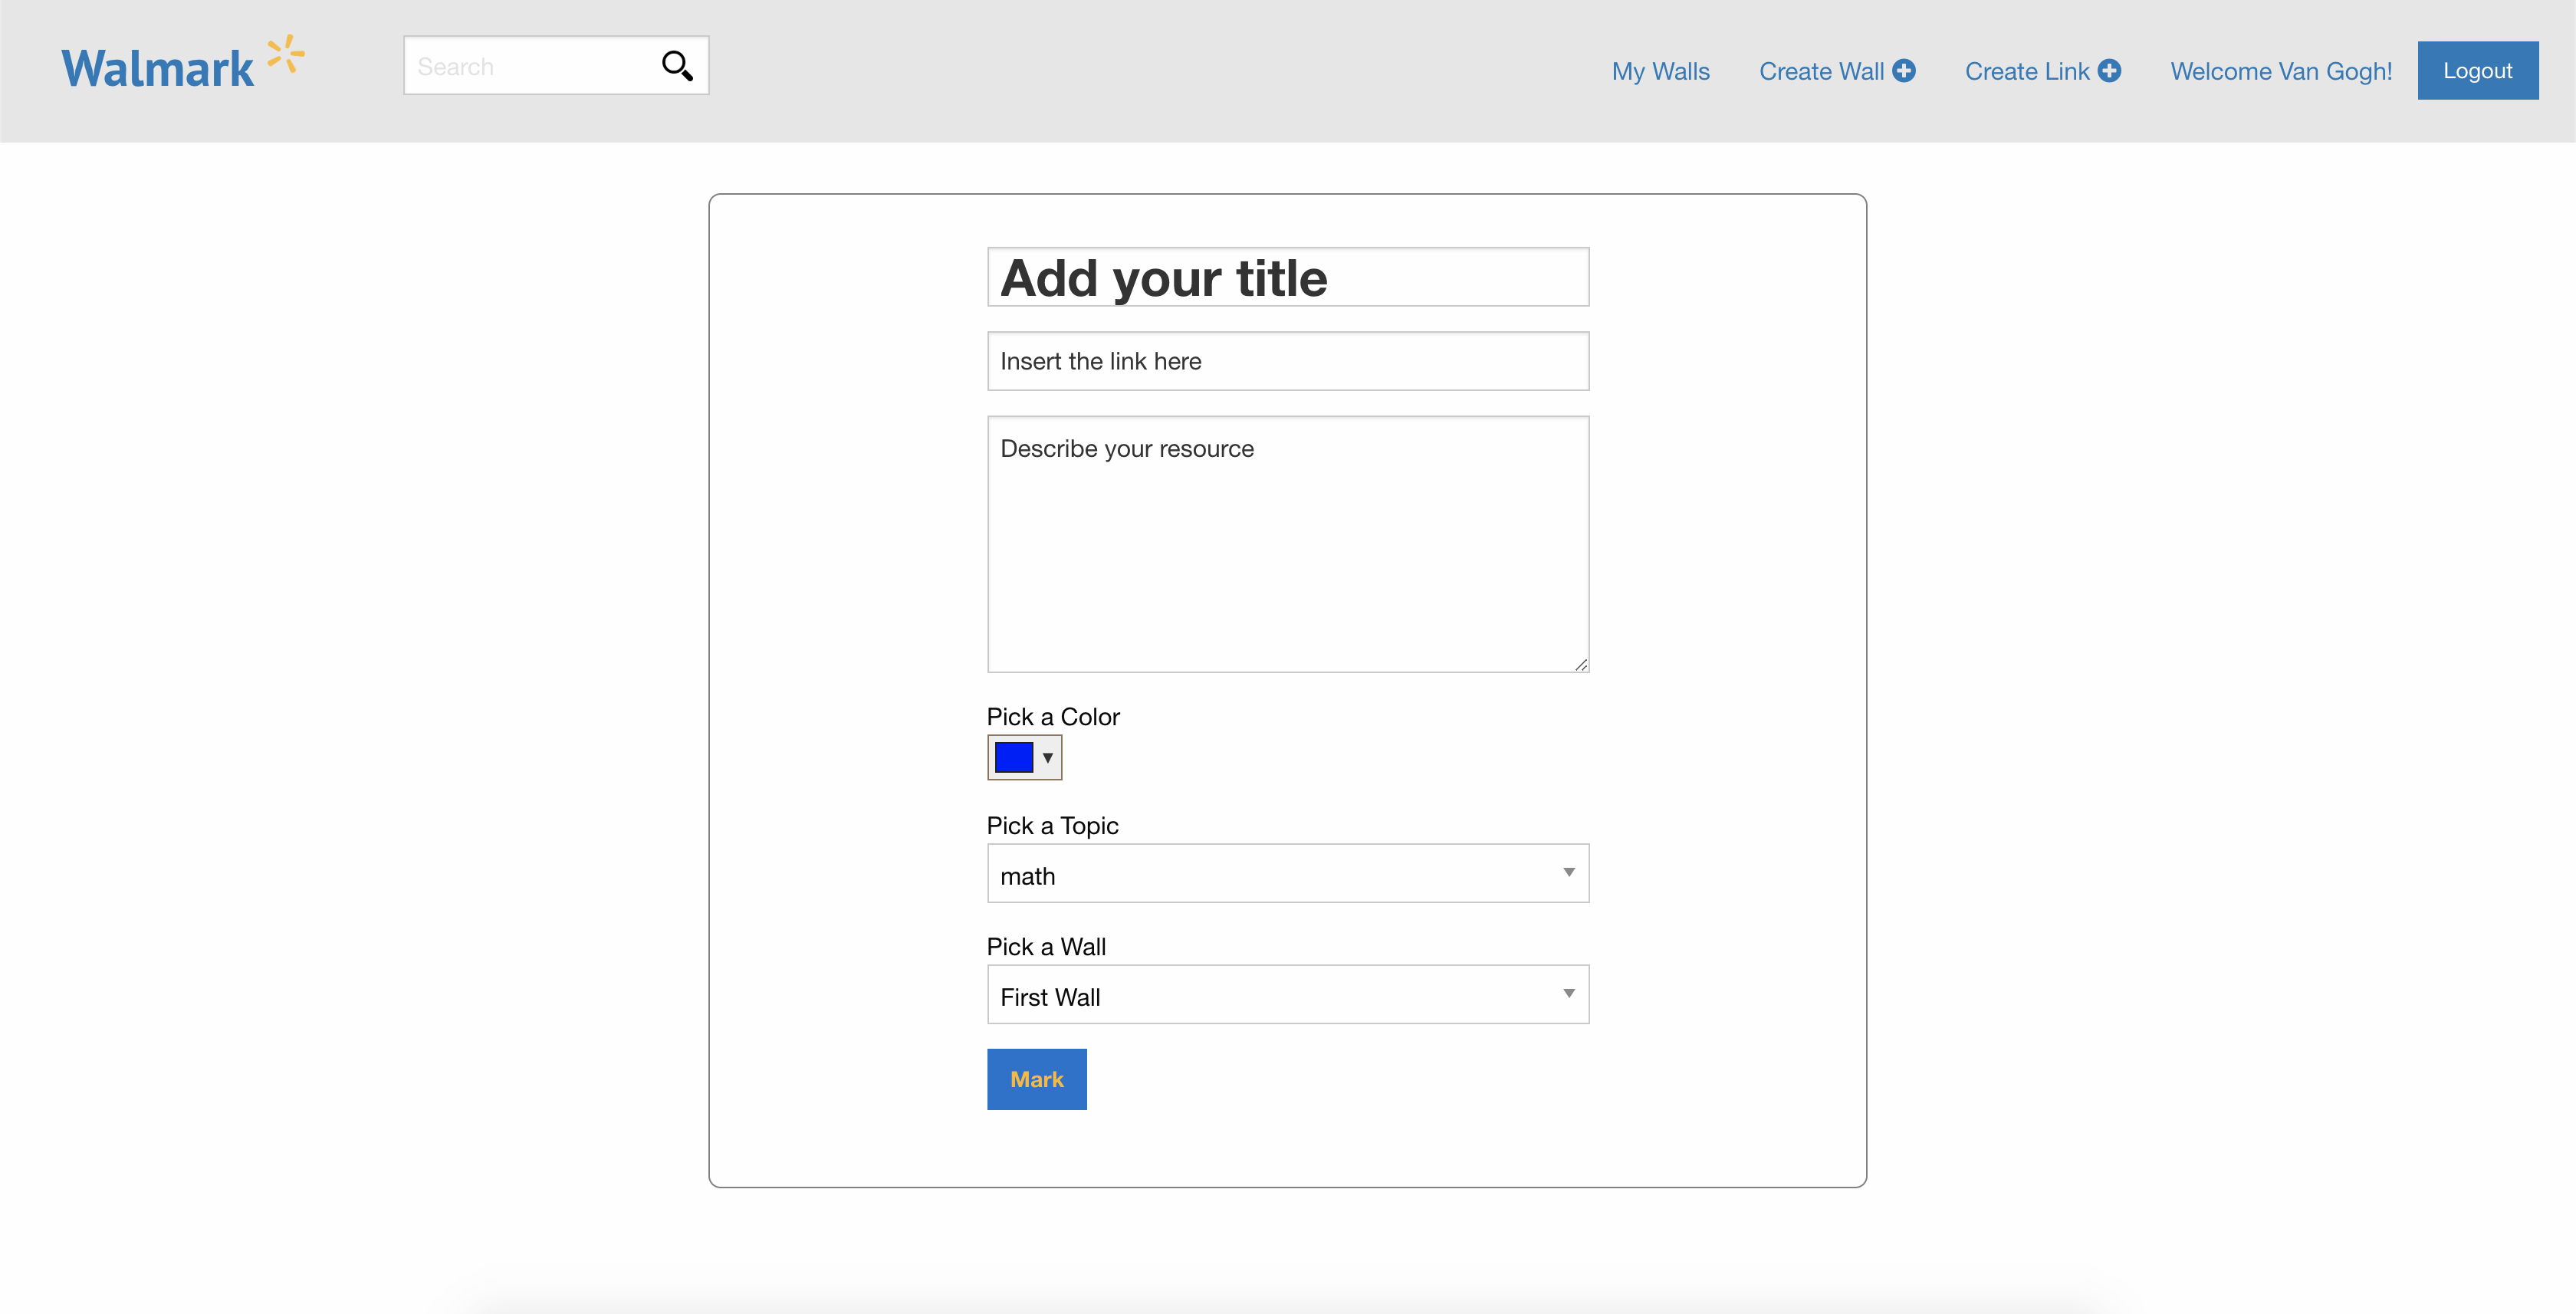 Walmark
Search
My Walls
Create Wall
Create Link
Welcome Van Gogh!
Logout
Add your title
Insert the link here
Describe your resource
Pick a Color
Pick a Topic
math
Pick a Wall
First Wall
Mark